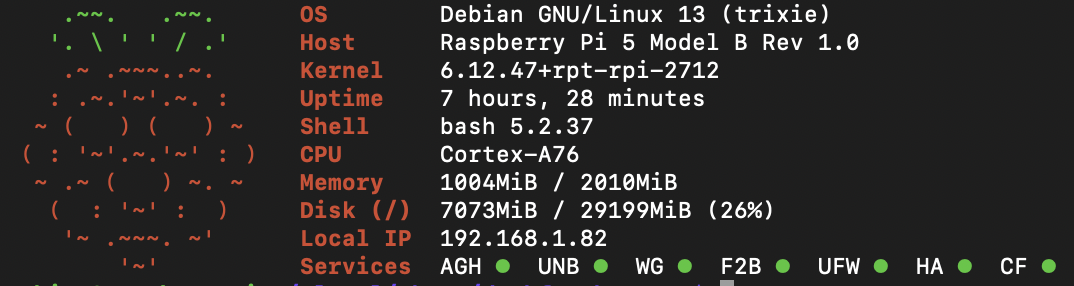 OS Debian GNU/Linux 13 (trixie)
Host Raspberry Pi 5 Model B Rev 1.0
Kernel 6.12.47+rpt-rpi-2712
Uptime 7 hours, 28 minutes
Shell bash 5.2.37
CPU Cortex-A76
Memory 1004MiB / 2010MiB
Disk (/) 7073MiB / 29199MiB (26%)
Local IP 192.168.1.82
Services AGH ● UNB ● WG ● F2B ● UFW ● HA ● CF ●